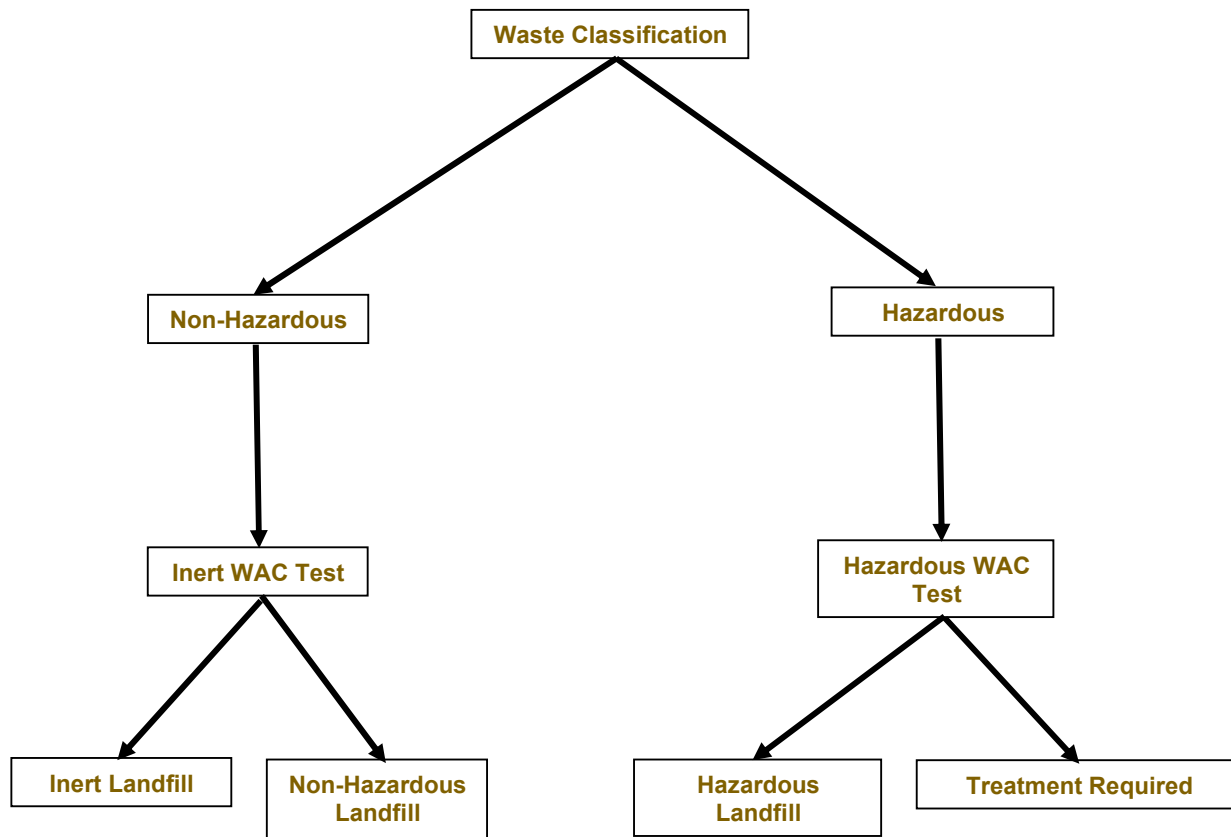 Waste Classification
Non-Hazardous
Hazardous
Inert WAC Test
Hazardous WAC
Test
Inert Landfill
Non-Hazardous
Landfill
Hazardous
Landfill
Treatment Required